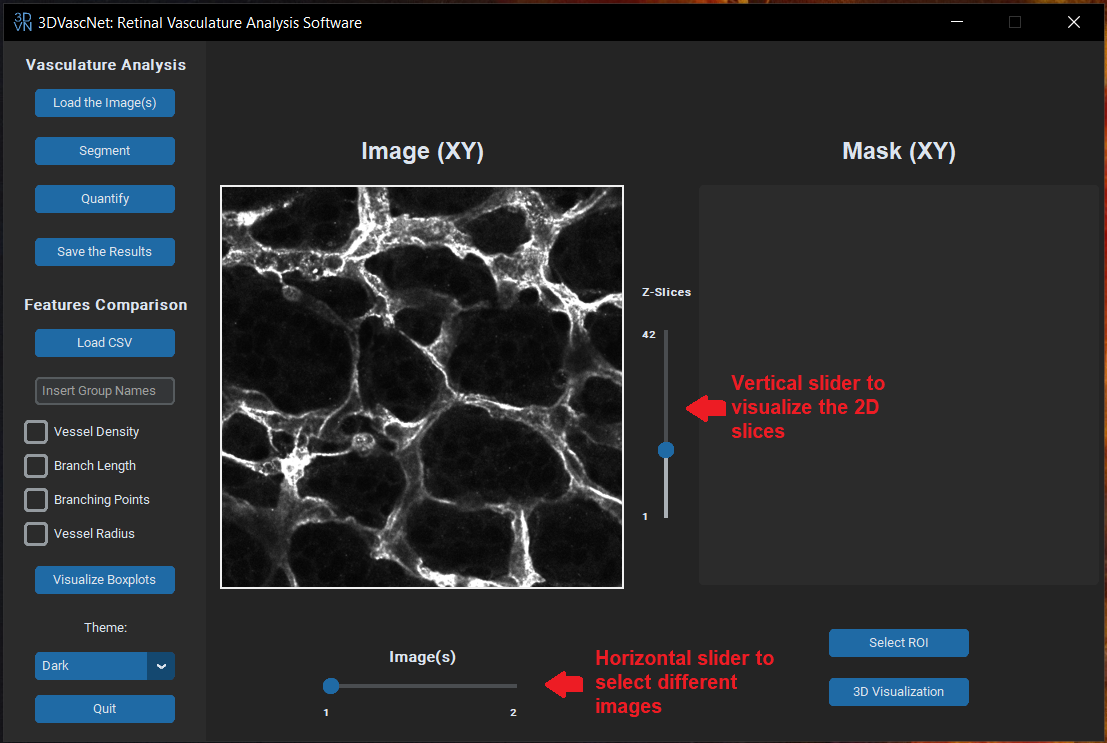 3D
VN
3DVascNet: Retinal Vasculature Analysis Software
Vasculature Analysis
Load the Image(s)
Segment
Quantify
Save the Results
Features Comparison
Load CSV
Insert Group Names
Vessel Density
Branch Length
Branching Points
Vessel Radius
Visualize Boxplots
Theme:
Dark
Quit
Image (XY)
Mask (XY)
Z-Slices
42
1
Vertical slider to
visualize the 2D
slices
Image(s)
1
2
Horizontal slider to
select different
images
Select ROI
3D Visualization